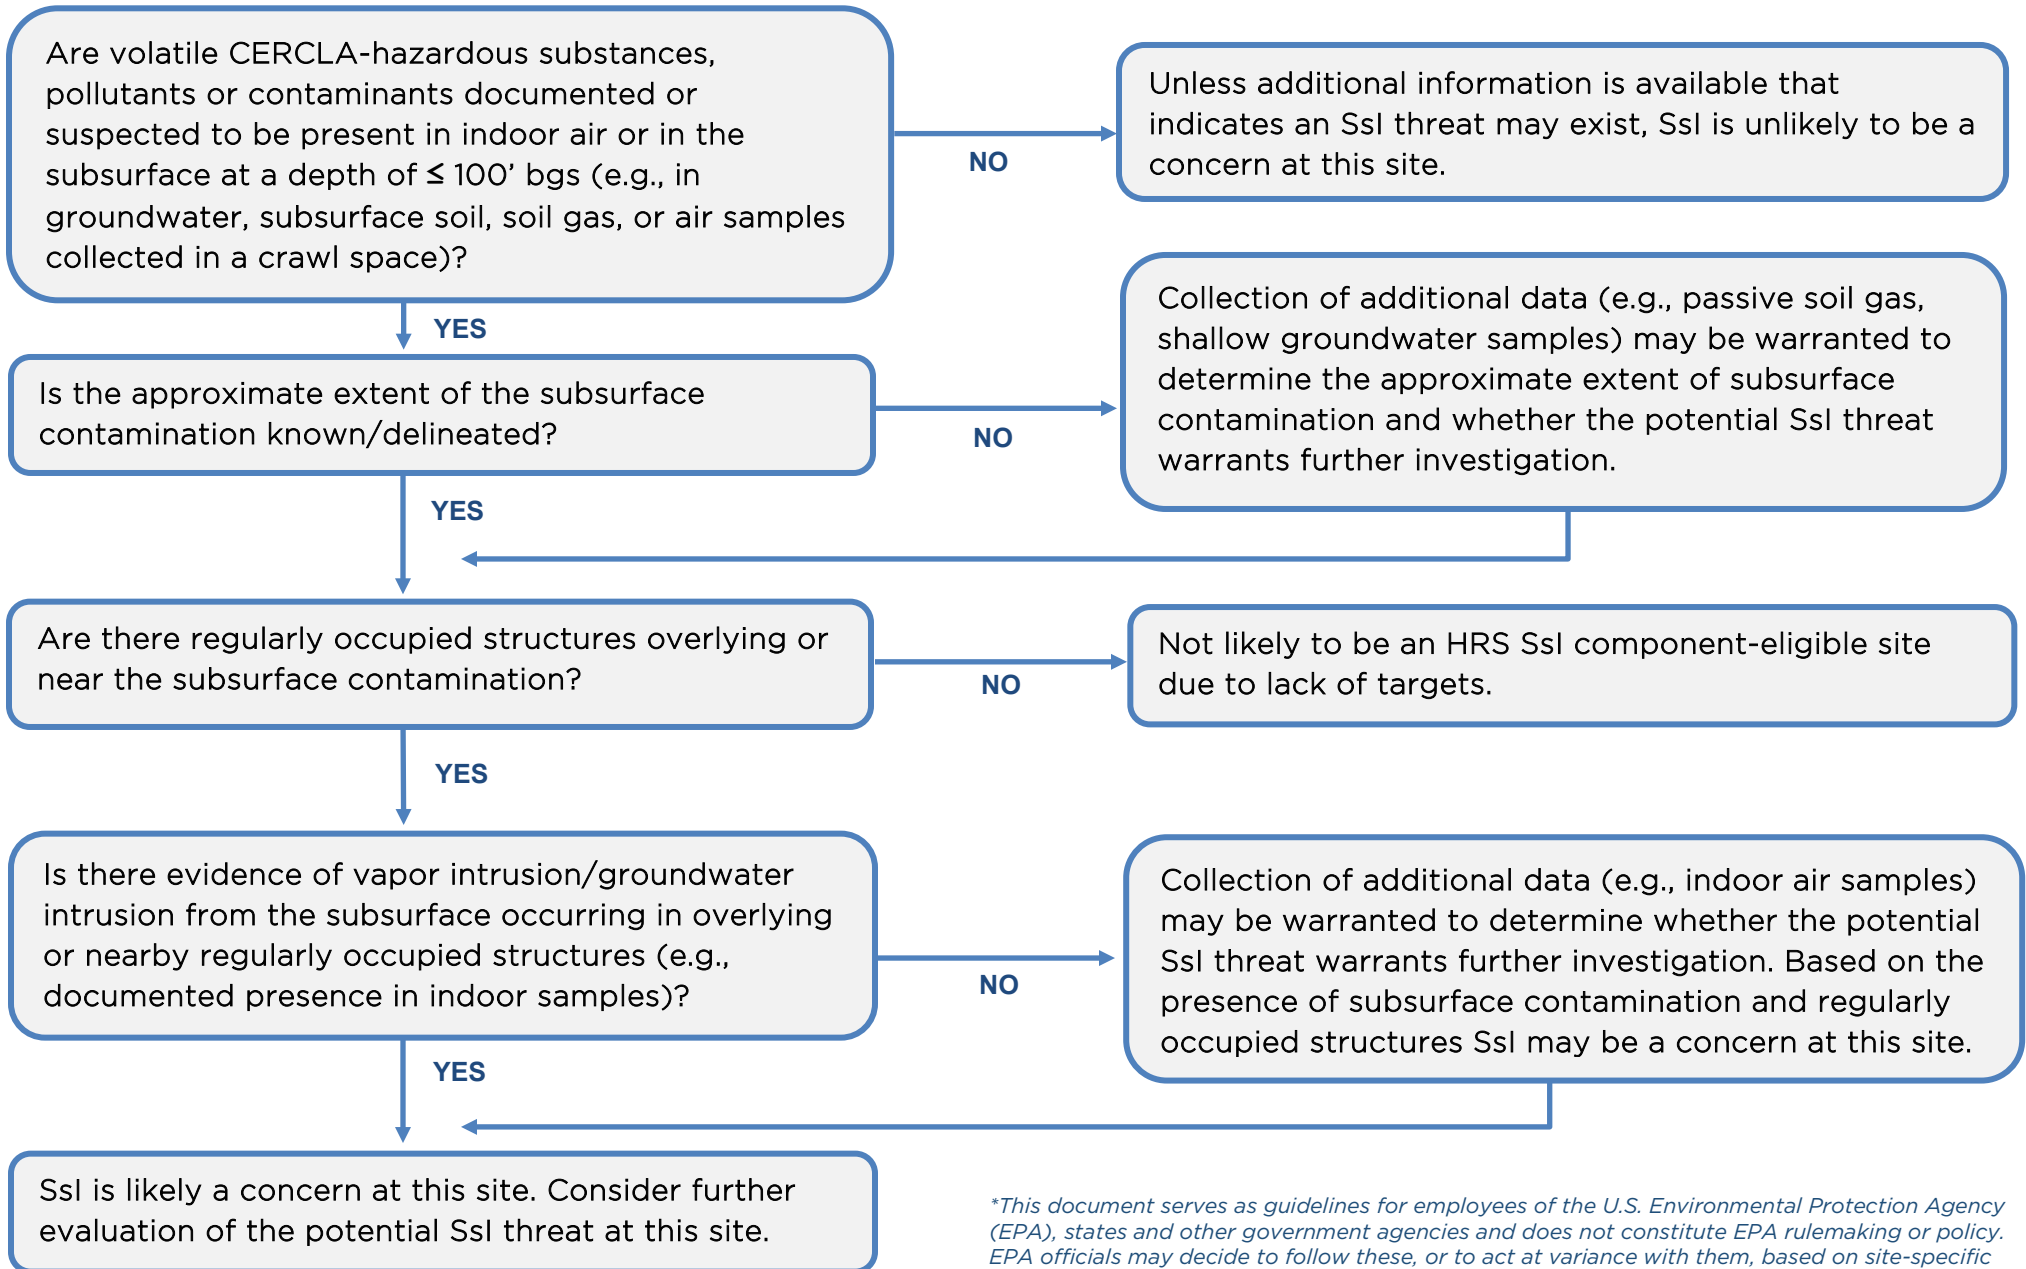 Are volatile CERCLA-hazardous substances,
pollutants or contaminants documented or
suspected to be present in indoor air or in the
subsurface at a depth of ≤ 100’ bgs (e.g., in
groundwater, subsurface soil, soil gas, or air samples
collected in a crawl space)?
NO
Unless additional information is available that
indicates an SsI threat may exist, SsI is unlikely to be a
concern at this site.
YES
Is the approximate extent of the subsurface
contamination known/delineated?
NO
Collection of additional data (e.g., passive soil gas,
shallow groundwater samples) may be warranted to
determine the approximate extent of subsurface
contamination and whether the potential SsI threat
warrants further investigation.
YES
Are there regularly occupied structures overlying or
near the subsurface contamination?
NO
Not likely to be an HRS SsI component-eligible site
due to lack of targets.
YES
Is there evidence of vapor intrusion/groundwater
intrusion from the subsurface occurring in overlying
or nearby regularly occupied structures (e.g.,
documented presence in indoor samples)?
NO
Collection of additional data (e.g., indoor air samples)
may be warranted to determine whether the potential
SsI threat warrants further investigation. Based on the
presence of subsurface contamination and regularly
occupied structures SsI may be a concern at this site.
YES
SsI is likely a concern at this site. Consider further
evaluation of the potential SsI threat at this site.
*This document serves as guidelines for employees of the U.S. Environmental Protection Agency
(EPA), states and other government agencies and does not constitute EPA rulemaking or policy.
EPA officials may decide to follow these, or to act at variance with them, based on site-specific